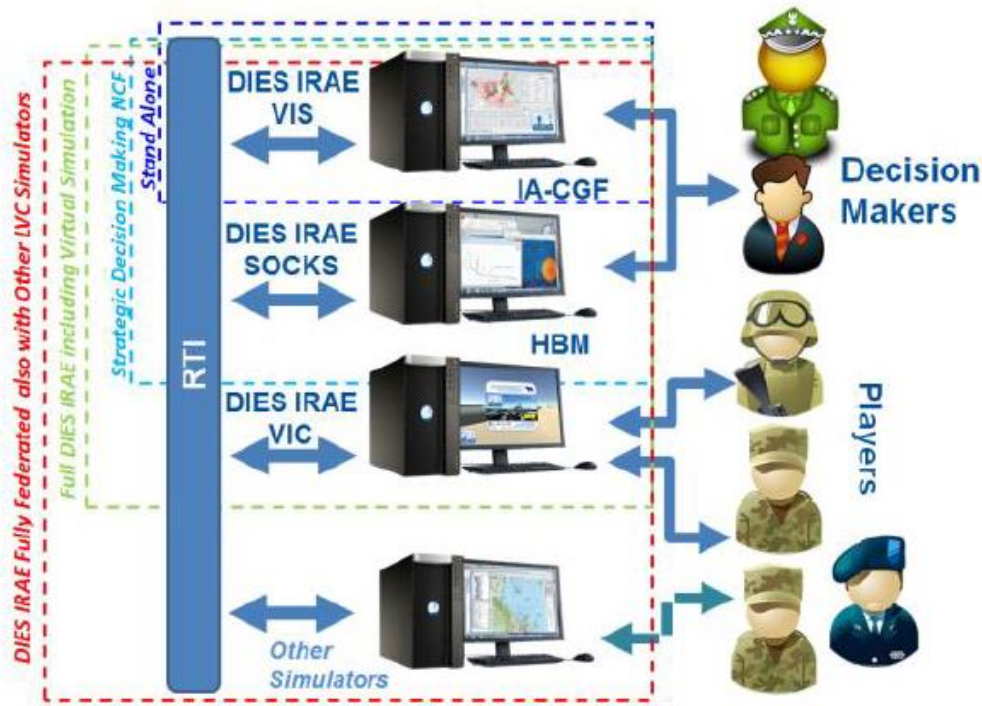 DIES IRAE Fully Federated also with Other LVC Simulators
Full DIES IRAE including Virtual Simulation
Strategic Decision Making NCF
Stand Alone
RTI
DIES IRAE
VIS
IA-CGF
DIES IRAE
SOCKS
HBM
DIES IRAE
VIC
Other
Simulators
Decision
Makers
Players